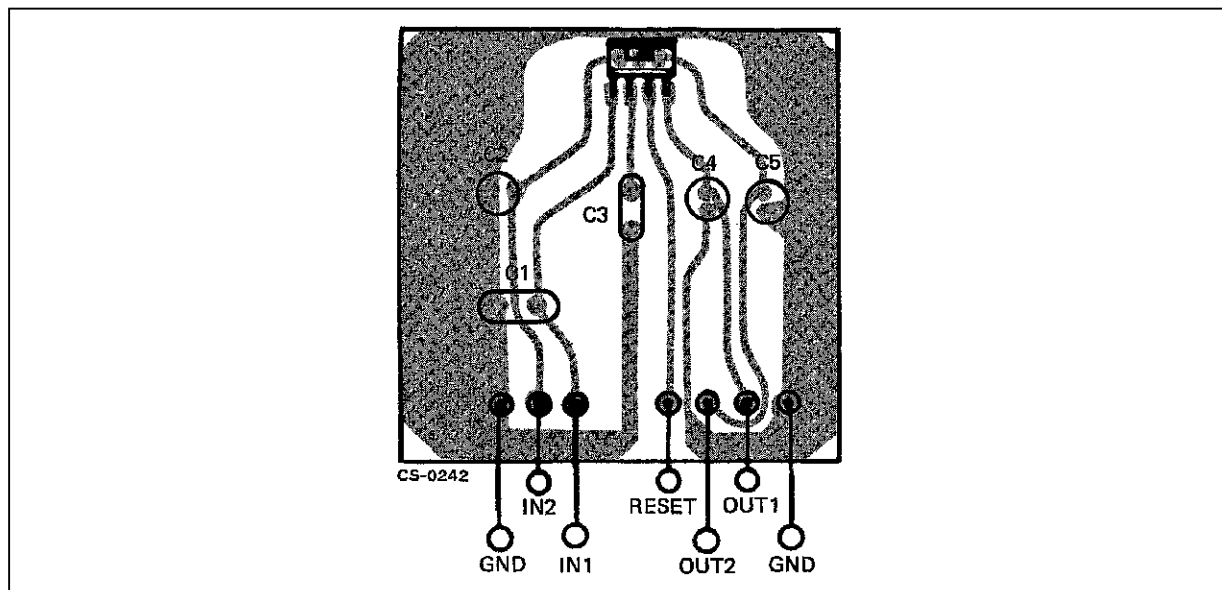 C2
C4
C5
C3
C1
CS-0242
IN2
RESET
OUT1
GND
IN1
OUT2
GND